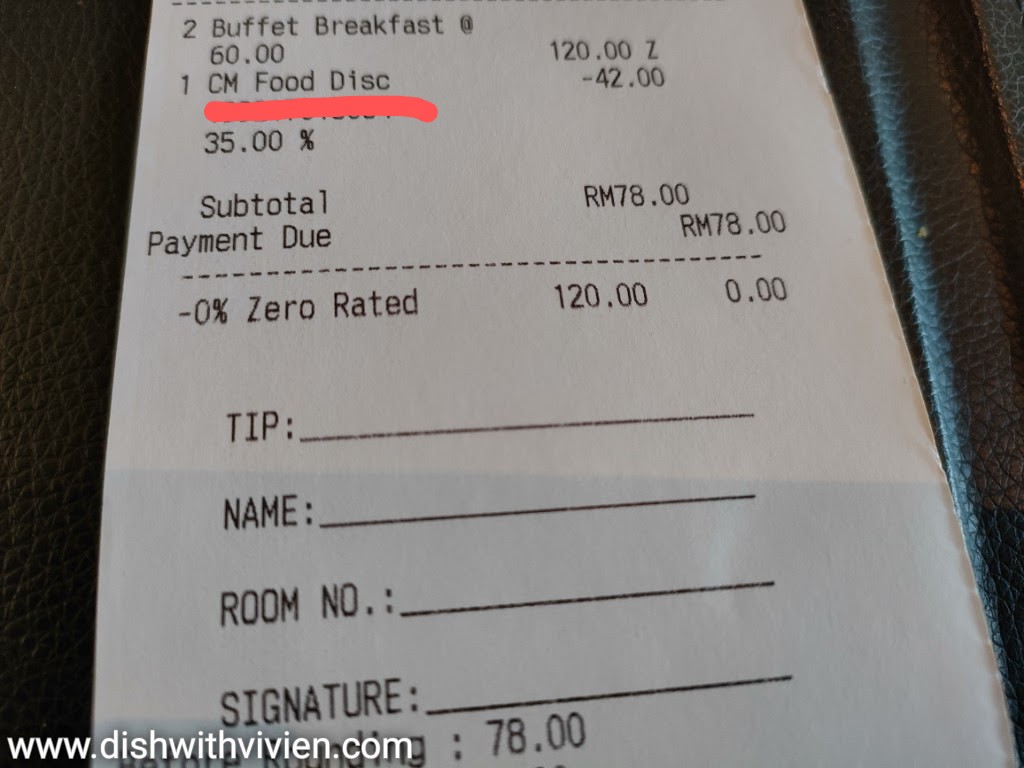 2 Buffet Breakfast @
60.00 120.00 Z
1 CM Food Disc -42.00
35.00 %
Subtotal RM78.00
Payment Due RM78.00
-0% Zero Rated 120.00 0.00
TIP:
NAME:
ROOM NO.:
SIGNATURE:
: 78.00
www.dishwithvivien.com